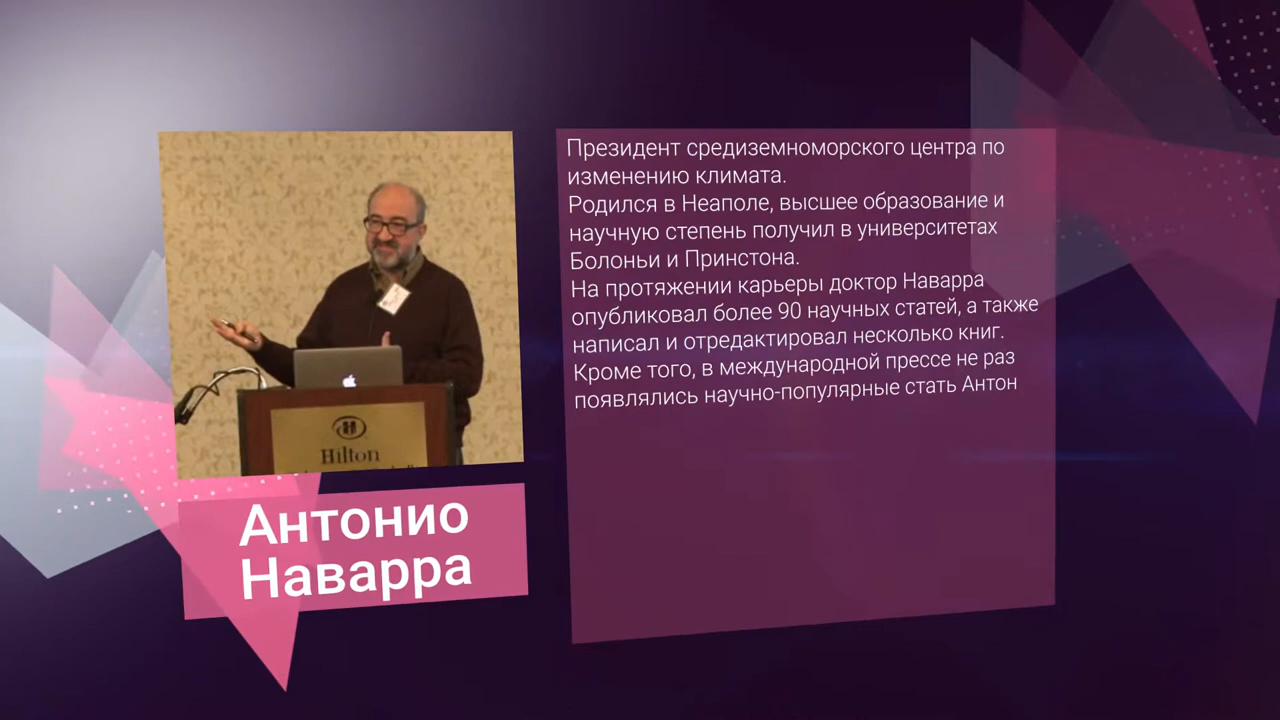 Президент средиземноморского центра по
изменению климата.
Родился в Неаполе, высшее образование и
научную степень получил в университетах
Болоньи и Принстона.
На протяжении карьеры доктор Наварра
опубликовал более 90 научных статей, а также
написал и отредактировал несколько книг.
Кроме того, в международной прессе не раз
появлялись научно-популярные стать Антон
Hilton
Антонио
Наварра